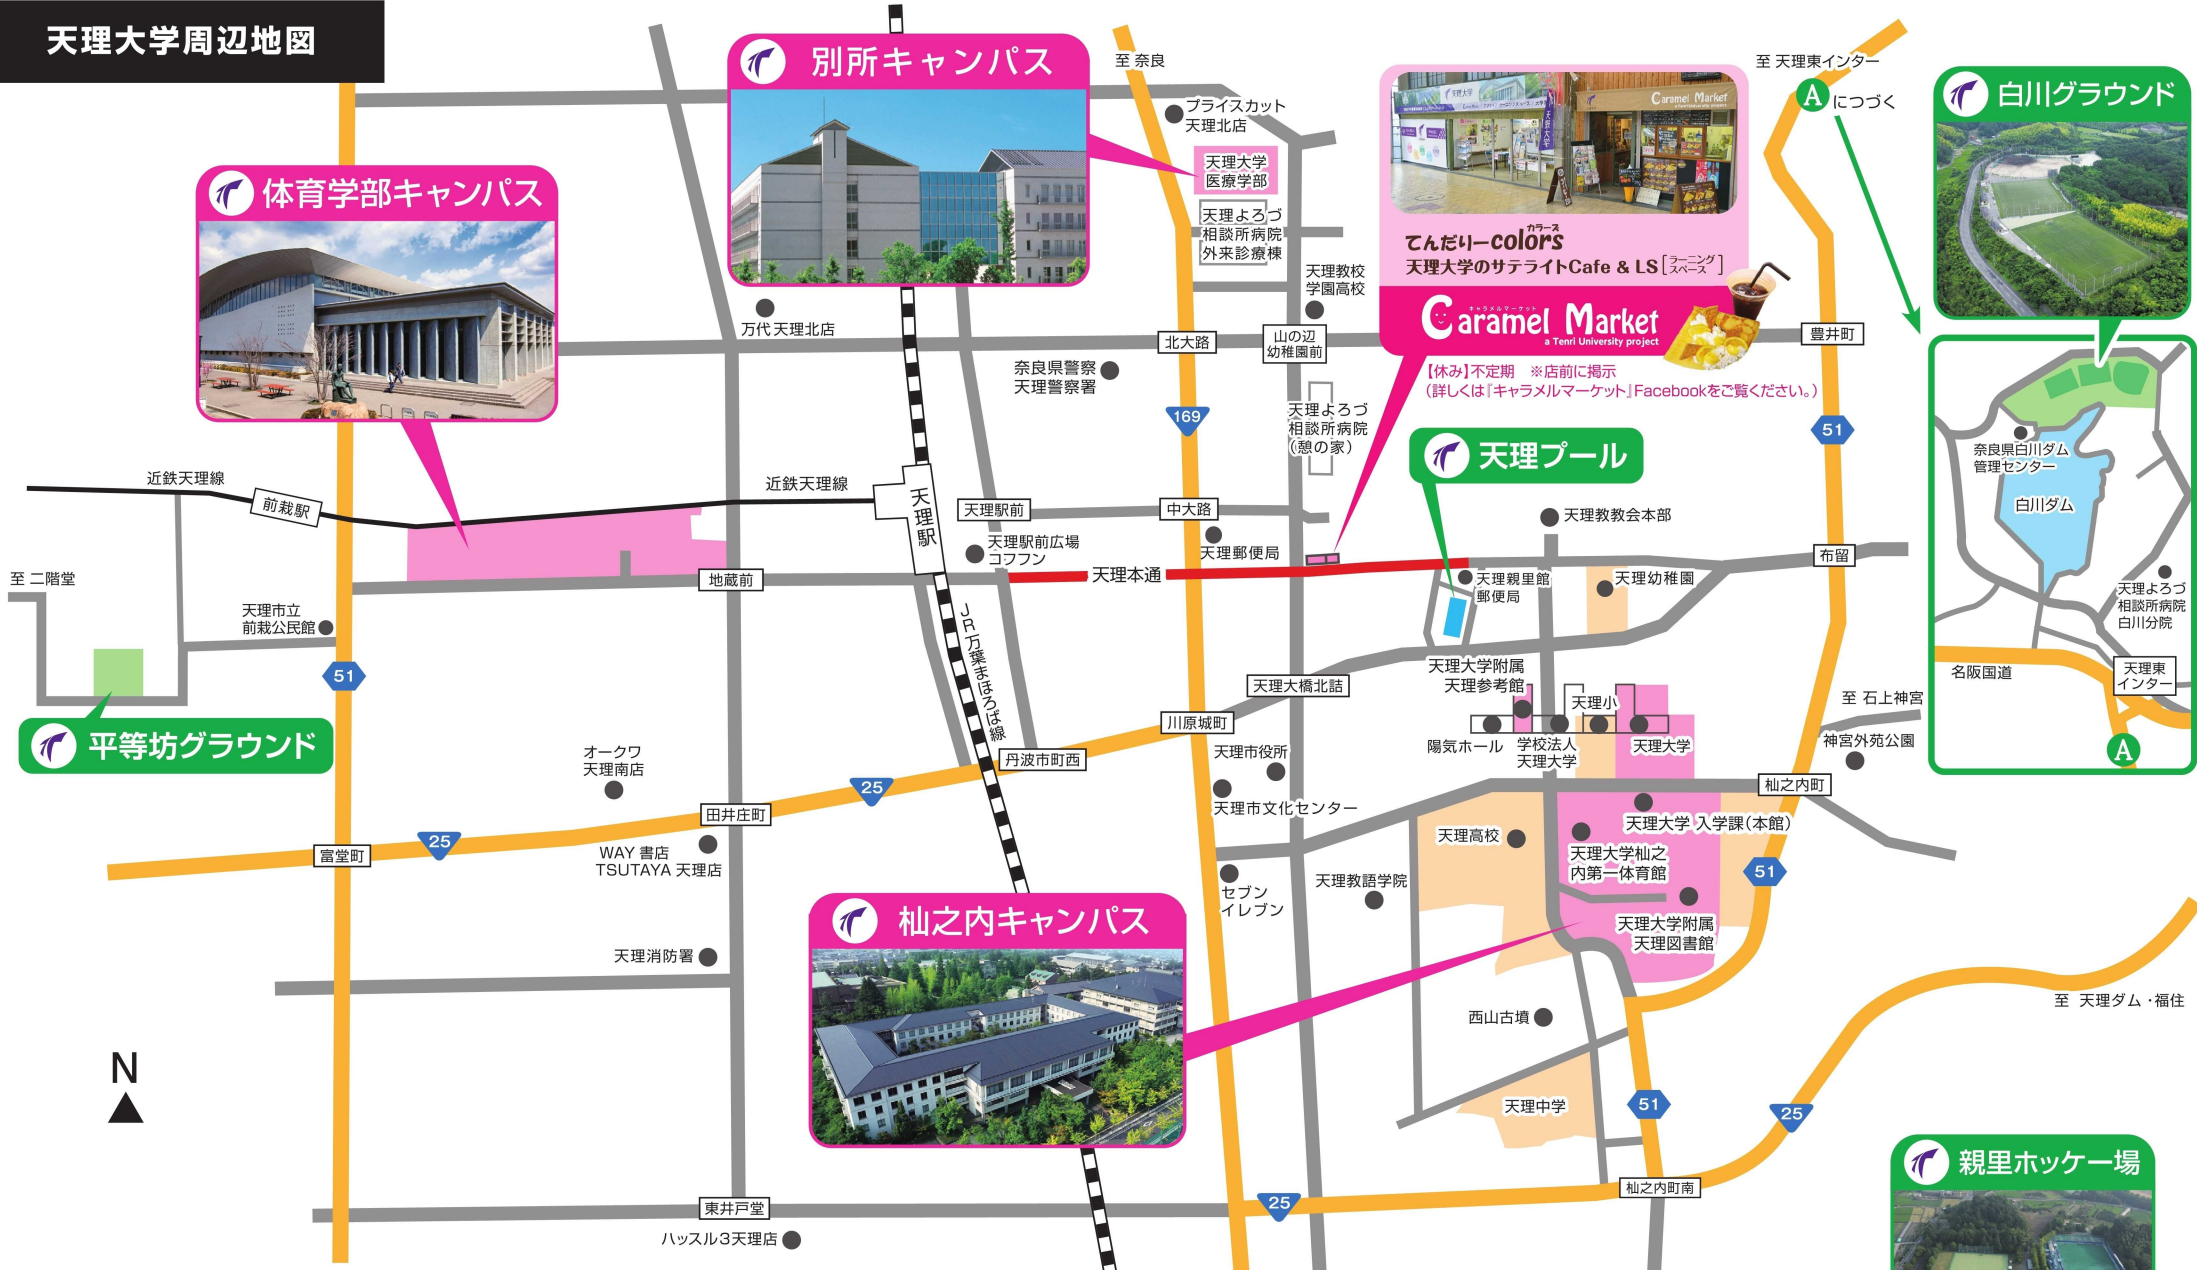 天理大学周辺地図
別所キャンパス
至 奈良
プライスカット
天理北店
天理大学
医療学部
天理よろづ
相談所病院
外来診療棟
天理教校
学園高校
体育学部キャンパス
万代 天理北店
天理大学
Caramel Market
てんだりーcolors
カラーズ
天理大学のサテライトCafe & LS[ラーニング
スペース]
キャラメルマーケット
Caramel Market
a Tenri University project
【休み】不定期 ※店前に掲示
(詳しくは『キャラメルマーケット』Facebookをご覧ください。)
至 天理東インター
A につづく
白川グラウンド
北大路
山の辺
幼稚園前
豊井町
奈良県警察
天理警察署
169
天理よろづ
相談所病院
(憩の家)
51
天理プール
奈良県白川ダム
管理センター
白川ダム
天理よろづ
相談所病院
白川分院
名阪国道
天理東
インター
A
近鉄天理線
前栽駅
近鉄天理線
天理駅
天理駅前
中大路
天理教教会本部
天理駅前広場
コフフン
天理郵便局
布留
至 二階堂
地蔵前
天理本通
天理親里館
郵便局
天理幼稚園
天理市立
前栽公民館
JR万葉まほろば線
51
平等坊グラウンド
天理大橋北詰
天理大学附属
天理参考館
天理小
至 石上神宮
川原城町
陽気ホール
学校法人
天理大学
天理大学
神宮外苑公園
オークワ
天理南店
丹波市町西
天理市役所
25
天理市文化センター
杣之内町
田井庄町
25
富堂町
WAY 書店
TSUTAYA 天理店
天理高校
天理大学 入学課(本館)
天理大学杣之
内第一体育館
51
セブン
イレブン
天理教語学院
天理大学附属
天理図書館
杣之内キャンパス
天理消防署
至 天理ダム・福住
西山古墳
N
天理中学
51
25
親里ホッケー場
杣之内町南
25
東井戸堂
ハッスル3天理店